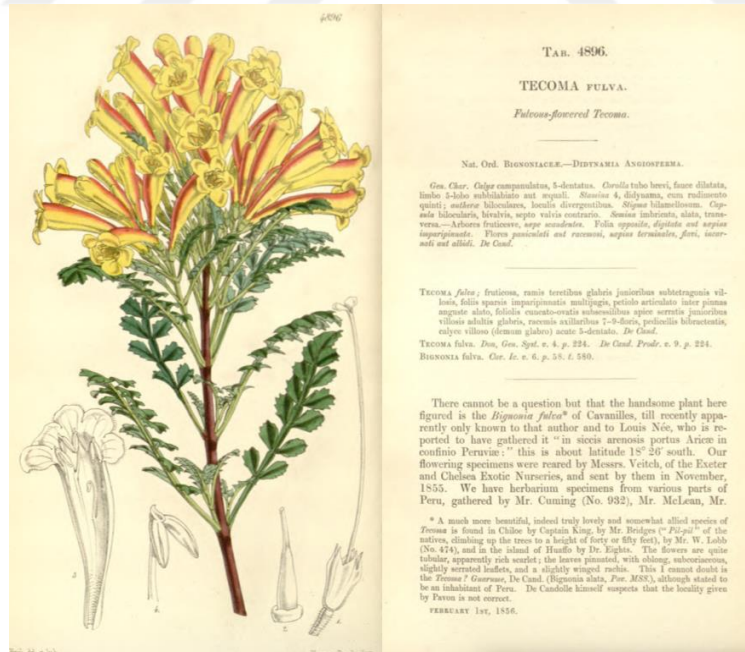 4896
TAB. 4896.
TECOMA FULVA.
Fulvous-flowered Tecoma.
Nat. Ord. BIGNONIACEÆ.—DIDYNAMIA ANGIOSPERMA.
Gen. Char. Calyx campanulatus, 5-dentatus. Corolla tubo brevi, fauce dilatata,
limbo 5-lobo subbilabiato aut æquali. Stamina 4, didynama, cum rudimento
quinti; antheræ biloculares, loculis divergentibus. Stigma bilamellosum. Cap-
sula bilocularis, bivalvis, septo valvis contrario. Semina imbricata, alata, trans-
versa.—Arbores fruticesve, sæpe scandentes. Folia opposita, digitata aut sæpius
imparipinnata. Flores paniculati aut racemosi, sæpius terminales, flavi, incar-
nati aut albidi. De Cand.
TECOMA fulva; fruticosa, ramis teretibus glabris junioribus subtetragonis vil-
losis, foliis sparsis imparipinnatis multijugis, petiolo articulato inter pinnas
anguste alato, foliolis cuneato-ovatis subsessilibus apice serratis junioribus
villosis adultis glabris, racemis axillaribus 7–9-floris, pedicellis bibracteatis,
calyce villoso (demum glabro) acute 5-dentato. De Cand.
TECOMA fulva. Don, Gen. Syst. v. 4. p. 224. De Cand. Prodr. v. 9. p. 224.
BIGNONIA fulva. Cav. Ic. v. 6. p. 58. t. 580.
There cannot be a question but that the handsome plant here
figured is the Bignonia fulva* of Cavanilles, till recently appa-
rently only known to that author and to Louis Née, who is re-
ported to have gathered it “in siccis arenosis portus Aricæ in
confinio Peruviæ:” this is about latitude 18° 26′ south. Our
flowering specimens were reared by Messrs. Veitch, of the Exeter
and Chelsea Exotic Nurseries, and sent by them in November,
1855. We have herbarium specimens from various parts of
Peru, gathered by Mr. Cuming (No. 932), Mr. McLean, Mr.
* A much more beautiful, indeed truly lovely and somewhat allied species of
Tecoma is found in Chiloe by Captain King, by Mr. Bridges (“Pil-pil” of the
natives, climbing up the trees to a height of forty or fifty feet), by Mr. W. Lobb
(No. 474), and in the island of Huaffo by Dr. Eights. The flowers are quite
tubular, apparently rich scarlet; the leaves pinnated, with oblong, subcoriaceous,
slightly serrated leaflets, and a slightly winged rachis. This I cannot doubt is
the Tecoma? Guarume, De Cand. (Bignonia alata, Pav. MSS.), although stated
to be an inhabitant of Peru. De Candolle himself suspects that the locality given
by Pavon is not correct.
FEBRUARY 1ST, 1856.